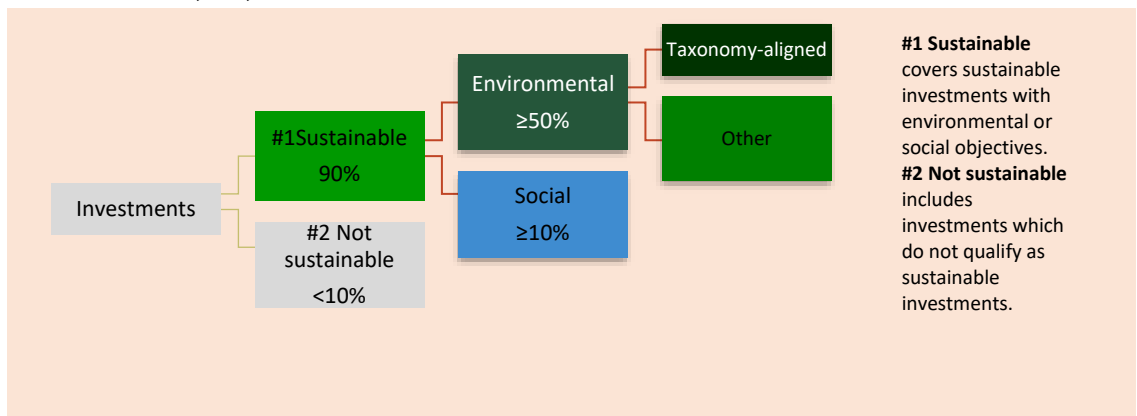 Investments
#1Sustainable
90%
#2 Not
sustainable
<10%
Environmental
≥50%
Social
≥10%
Taxonomy-aligned
Other
#1 Sustainable
covers sustainable
investments with
environmental or
social objectives.
#2 Not sustainable
includes
investments which
do not qualify as
sustainable
investments.